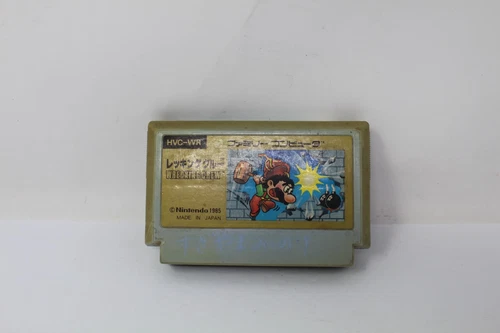 HVC-WR
ファミリー コンピュータ
レッキングクルー
©Nintendo 1985
MADE IN JAPAN